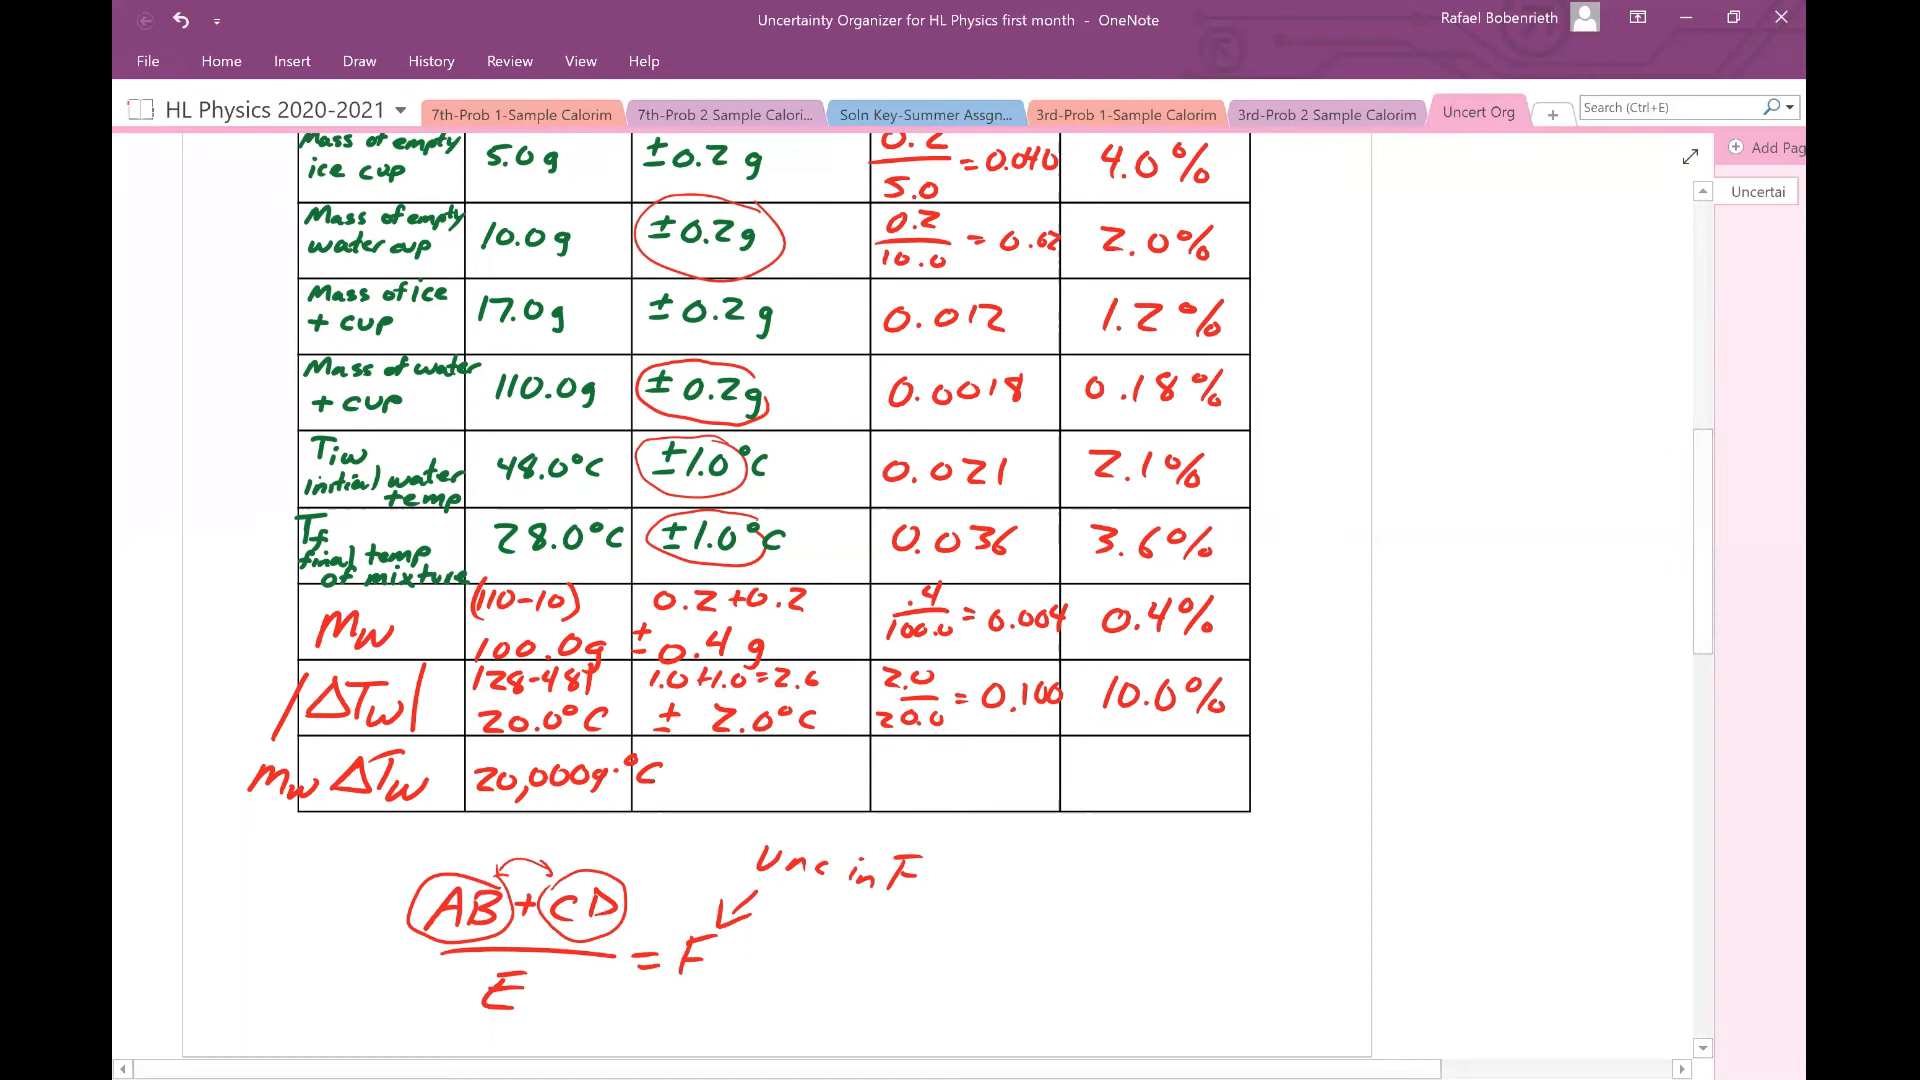 Uncertainty Organizer for HL Physics first month - OneNote
Rafael Bobenrieth
File Home Insert Draw History Review View Help
HL Physics 2020-2021
7th-Prob 1-Sample Calorim
7th-Prob 2 Sample Calori...
Soln Key-Summer Assgn...
3rd-Prob 1-Sample Calorim
3rd-Prob 2 Sample Calorim
Uncert Org
Search (Ctrl+E)
Add Pag
Uncertai
Mass of empty
ice cup
5.0 g
± 0.2 g
0.2
5.0
= 0.040
4.0%
Mass of empty
water cup
10.0 g
± 0.2 g
0.2
10.0
= 0.02
2.0%
Mass of ice
+ cup
17.0 g
± 0.2 g
0.012
1.2%
Mass of water
+ cup
110.0 g
± 0.2 g
0.0018
0.18%
Tiw
initial water
temp
48.0°C
± 1.0°C
0.021
2.1%
Tf
final temp
of mixture
28.0°C
± 1.0°C
0.036
3.6%
Mw
(110-10)
100.0g
0.2 + 0.2
± 0.4 g
.4
100.0
= 0.004
0.4%
|ΔTw|
|28-48|
20.0°C
1.0 + 1.0 = 2.0
± 2.0°C
2.0
20.0
= 0.100
10.0%
Mw ΔTw
20,000g·°C
AB + CD
E
= F
Unc in F